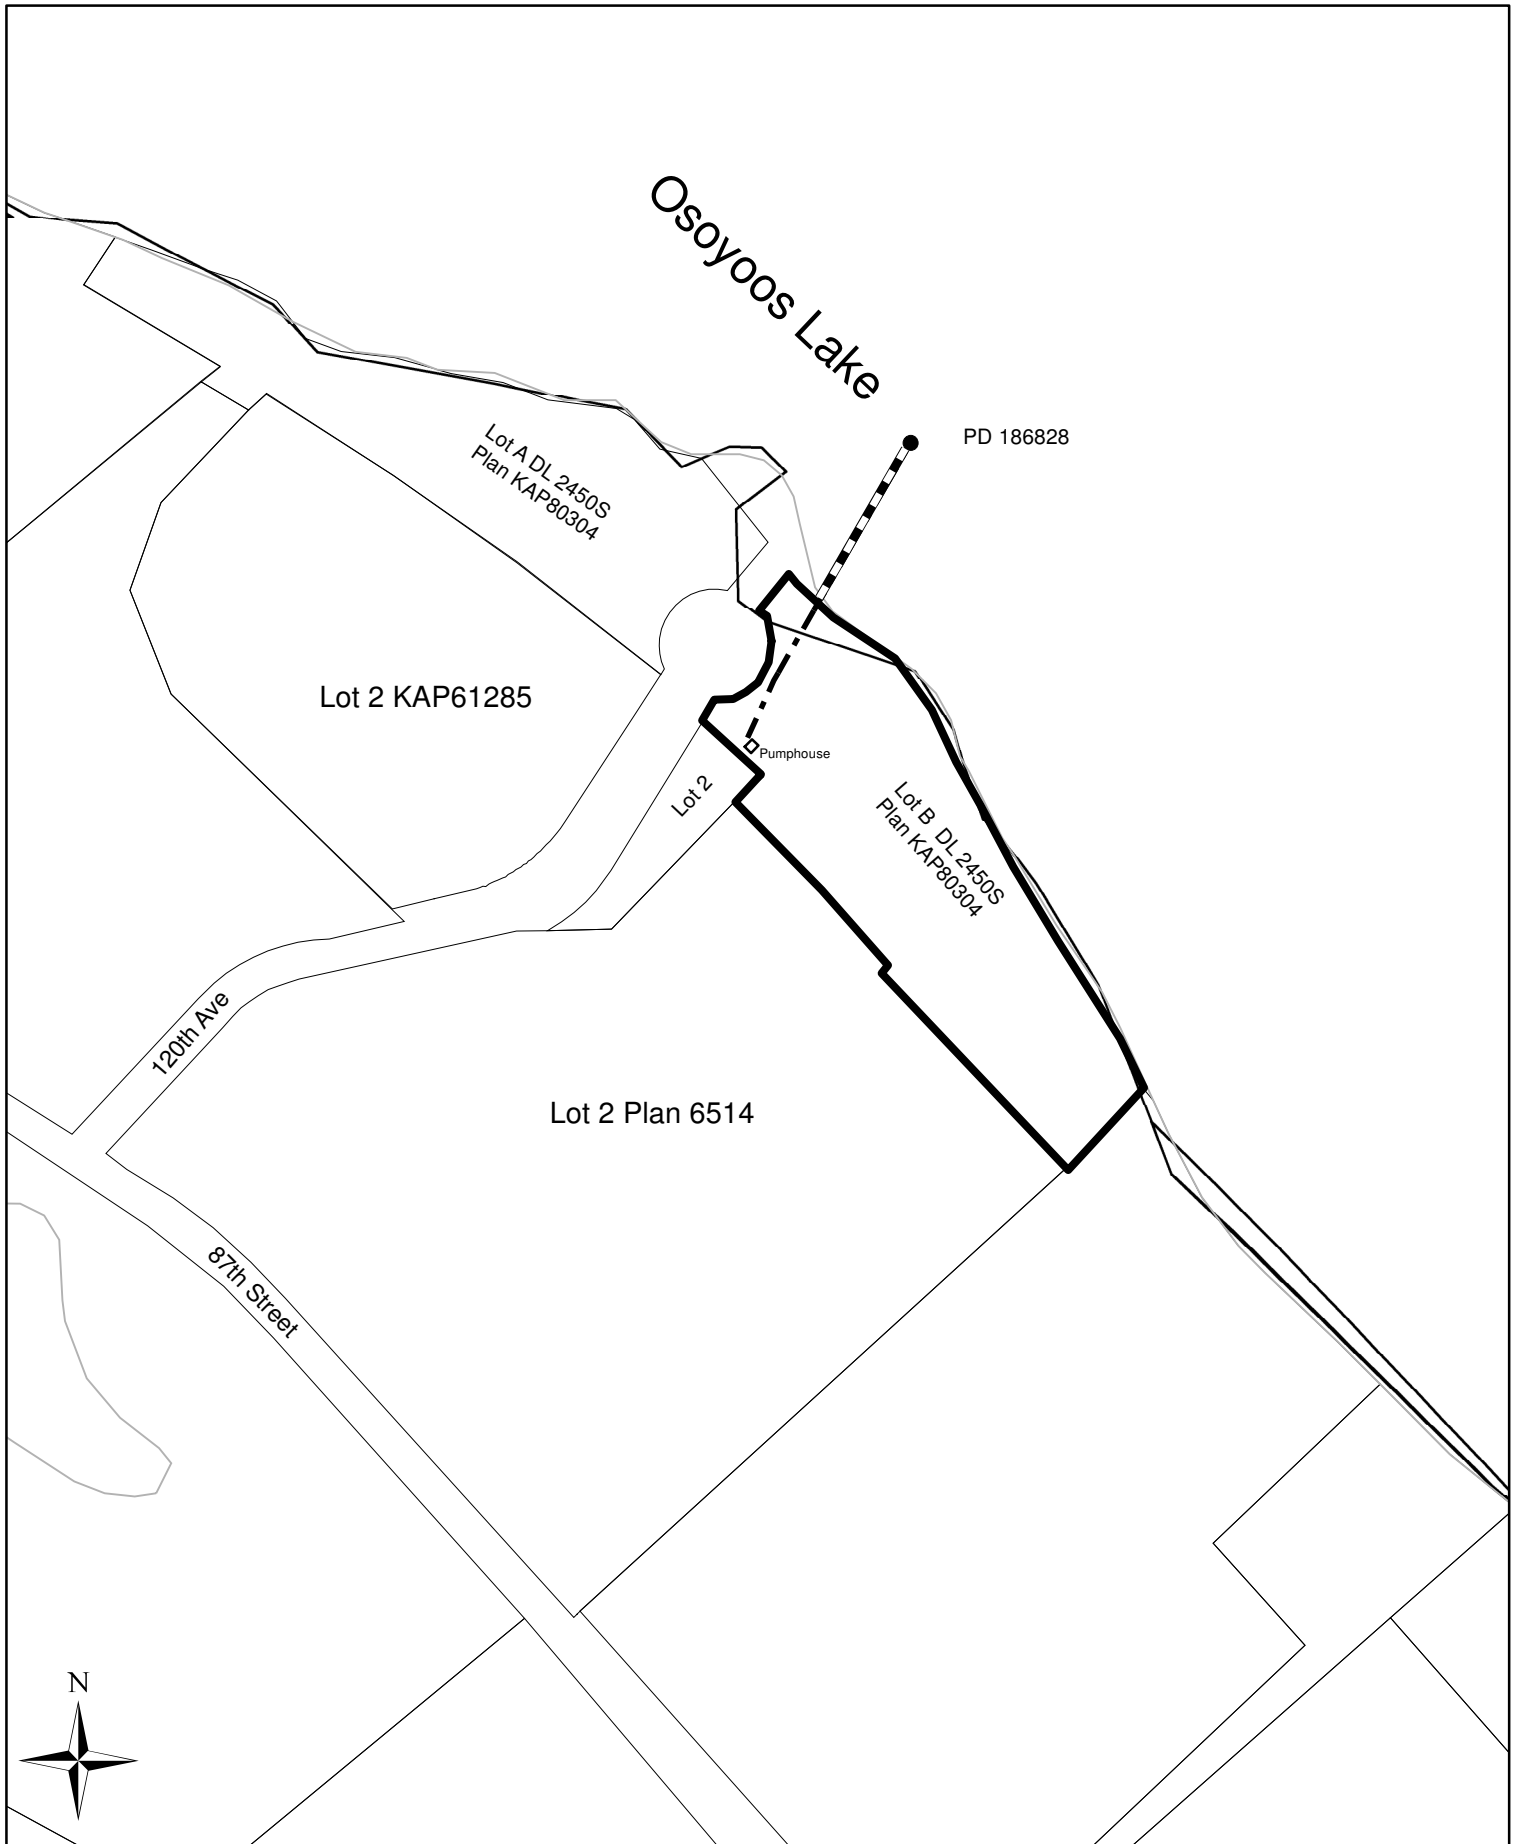 Osoyoos Lake
PD 186828
Lot A DL 2450S
Plan KAP80304
Lot 2 KAP61285
Pumphouse
Lot 2
Lot B DL 2450S
Plan KAP80304
120th Ave
Lot 2 Plan 6514
87th Street
N